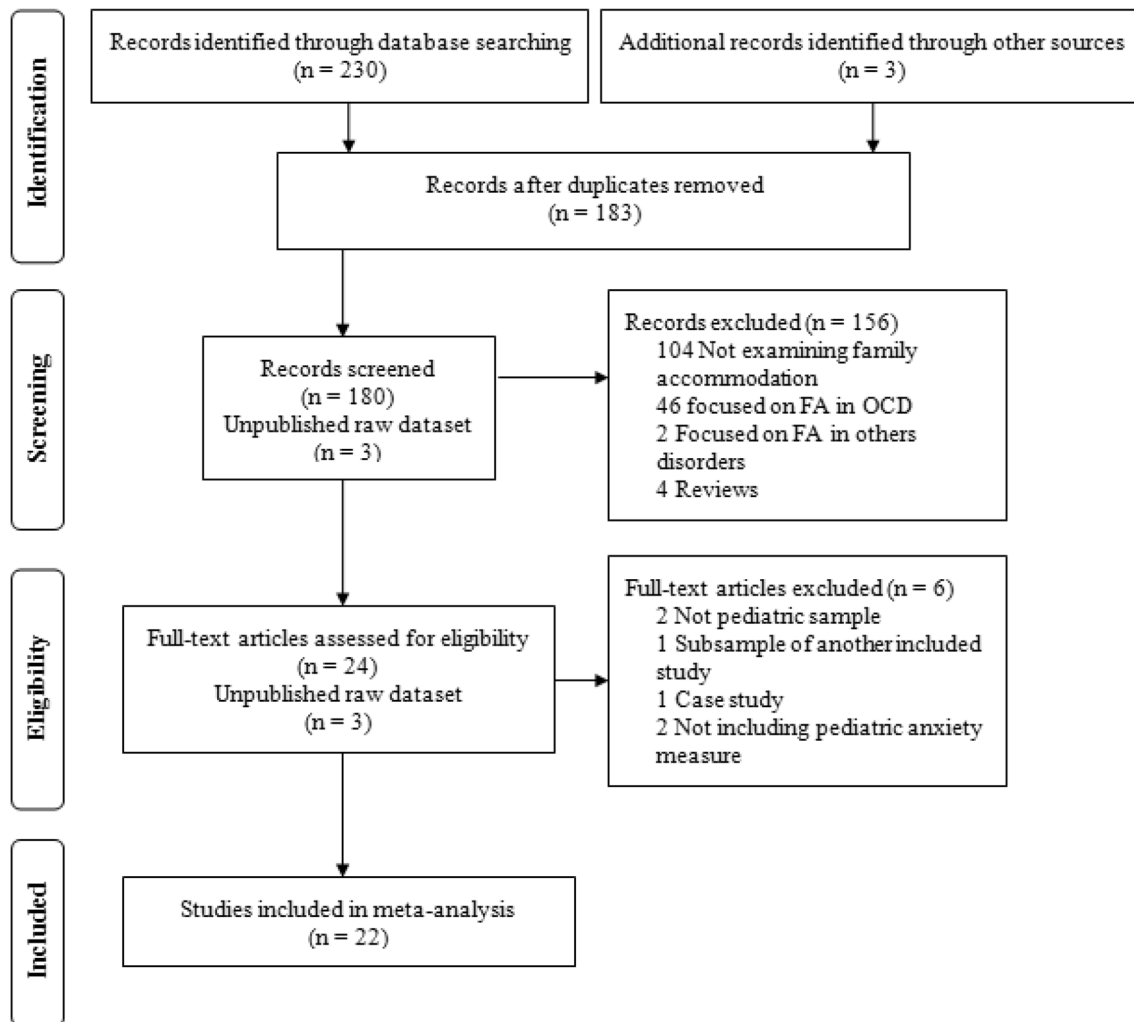 Identification
Records identified through database searching
(n = 230)
Additional records identified through other sources
(n = 3)
Records after duplicates removed
(n = 183)
Screening
Records screened
(n = 180)
Unpublished raw dataset
(n = 3)
Records excluded (n = 156)
104 Not examining family
accommodation
46 focused on FA in OCD
2 Focused on FA in others
disorders
4 Reviews
Eligibility
Full-text articles assessed for eligibility
(n = 24)
Unpublished raw dataset
(n = 3)
Full-text articles excluded (n = 6)
2 Not pediatric sample
1 Subsample of another included
study
1 Case study
2 Not including pediatric anxiety
measure
Included
Studies included in meta-analysis
(n = 22)